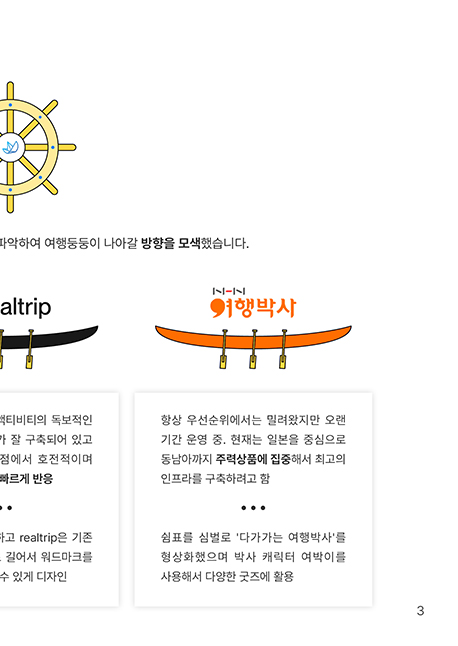 파악하여 여행둥둥이 나아갈 방향을 모색했습니다.
altrip
여행박사
액티비티의 독보적인
가 잘 구축되어 있고
점에서 호전적이며
빠르게 반응
하고 realtrip은 기존
길어서 워드마크를
수 있게 디자인
항상 우선순위에서는 밀려왔지만 오랜
기간 운영 중. 현재는 일본을 중심으로
동남아까지 주력상품에 집중해서 최고의
인프라를 구축하려고 함
쉼표를 심벌로 '다가가는 여행박사'를
형상화했으며 박사 캐릭터 여박이를
사용해서 다양한 굿즈에 활용
3